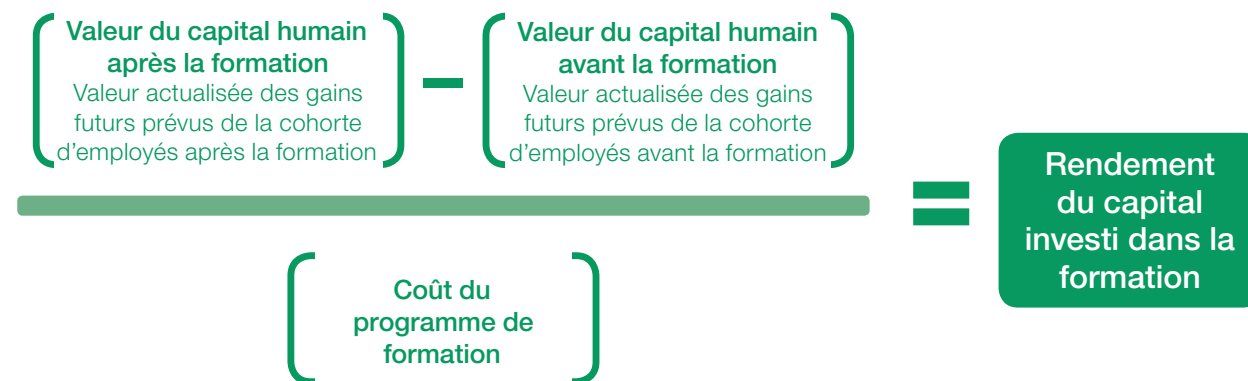 Valeur du capital humain
après la formation
Valeur actualisée des gains
futurs prévus de la cohorte
d'employés après la formation
Valeur du capital humain
avant la formation
Valeur actualisée des gains
futurs prévus de la cohorte
d'employés avant la formation
Coût du
programme de
formation
Rendement
du capital
investi dans la
formation